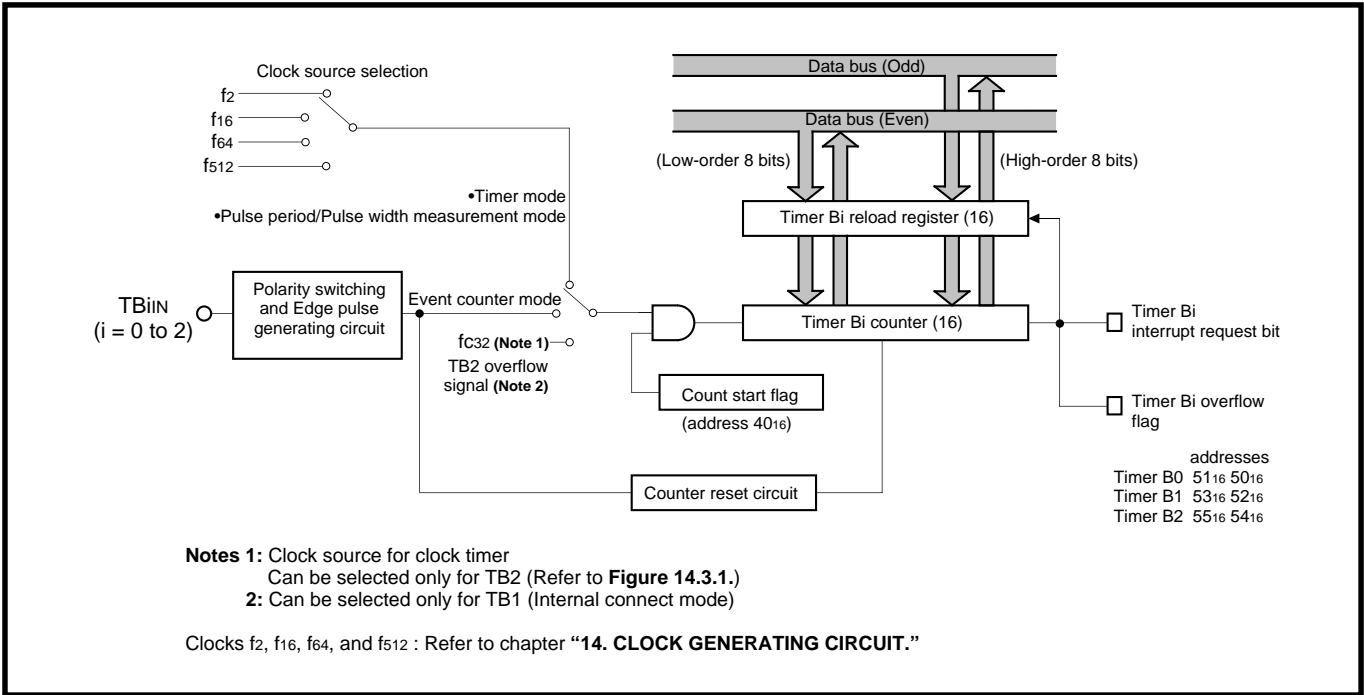 Clock source selection
f2
f16
f64
f512
Data bus (Odd)
Data bus (Even)
(Low-order 8 bits)
(High-order 8 bits)
•Timer mode
•Pulse period/Pulse width measurement mode
Timer Bi reload register (16)
TBiIN
(i = 0 to 2)
Polarity switching
and Edge pulse
generating circuit
Event counter mode
fC32 (Note 1)
TB2 overflow
signal (Note 2)
Timer Bi counter (16)
Timer Bi
interrupt request bit
Count start flag
(address 4016)
Timer Bi overflow
flag
Counter reset circuit
addresses
Timer B0 5116 5016
Timer B1 5316 5216
Timer B2 5516 5416
Notes 1: Clock source for clock timer
Can be selected only for TB2 (Refer to Figure 14.3.1.)
2: Can be selected only for TB1 (Internal connect mode)
Clocks f2, f16, f64, and f512 : Refer to chapter “14. CLOCK GENERATING CIRCUIT.”